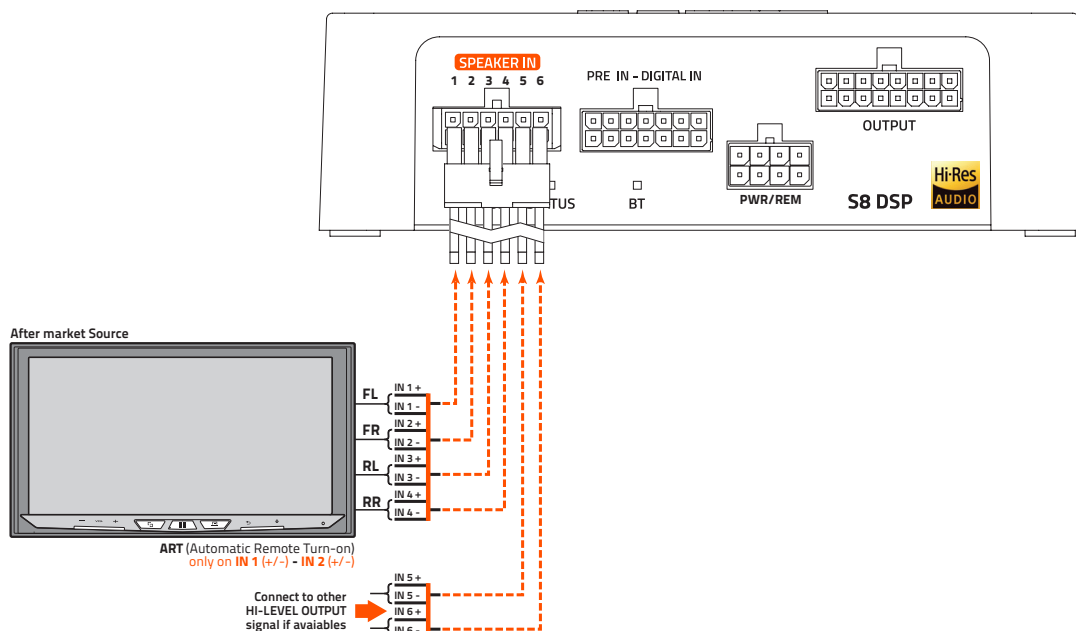 SPEAKER IN
1 2 3 4 5 6
PRE IN - DIGITAL IN
OUTPUT
TUS
BT
PWR/REM
S8 DSP
Hi-Res
AUDIO
After market Source
FL
IN 1 +
IN 1 -
FR
IN 2 +
IN 2 -
RL
IN 3 +
IN 3 -
RR
IN 4 +
IN 4 -
ART (Automatic Remote Turn-on)
only on IN 1 (+/-) - IN 2 (+/-)
Connect to other
HI-LEVEL OUTPUT
signal if avaiables
IN 5 +
IN 5 -
IN 6 +
IN 6 -